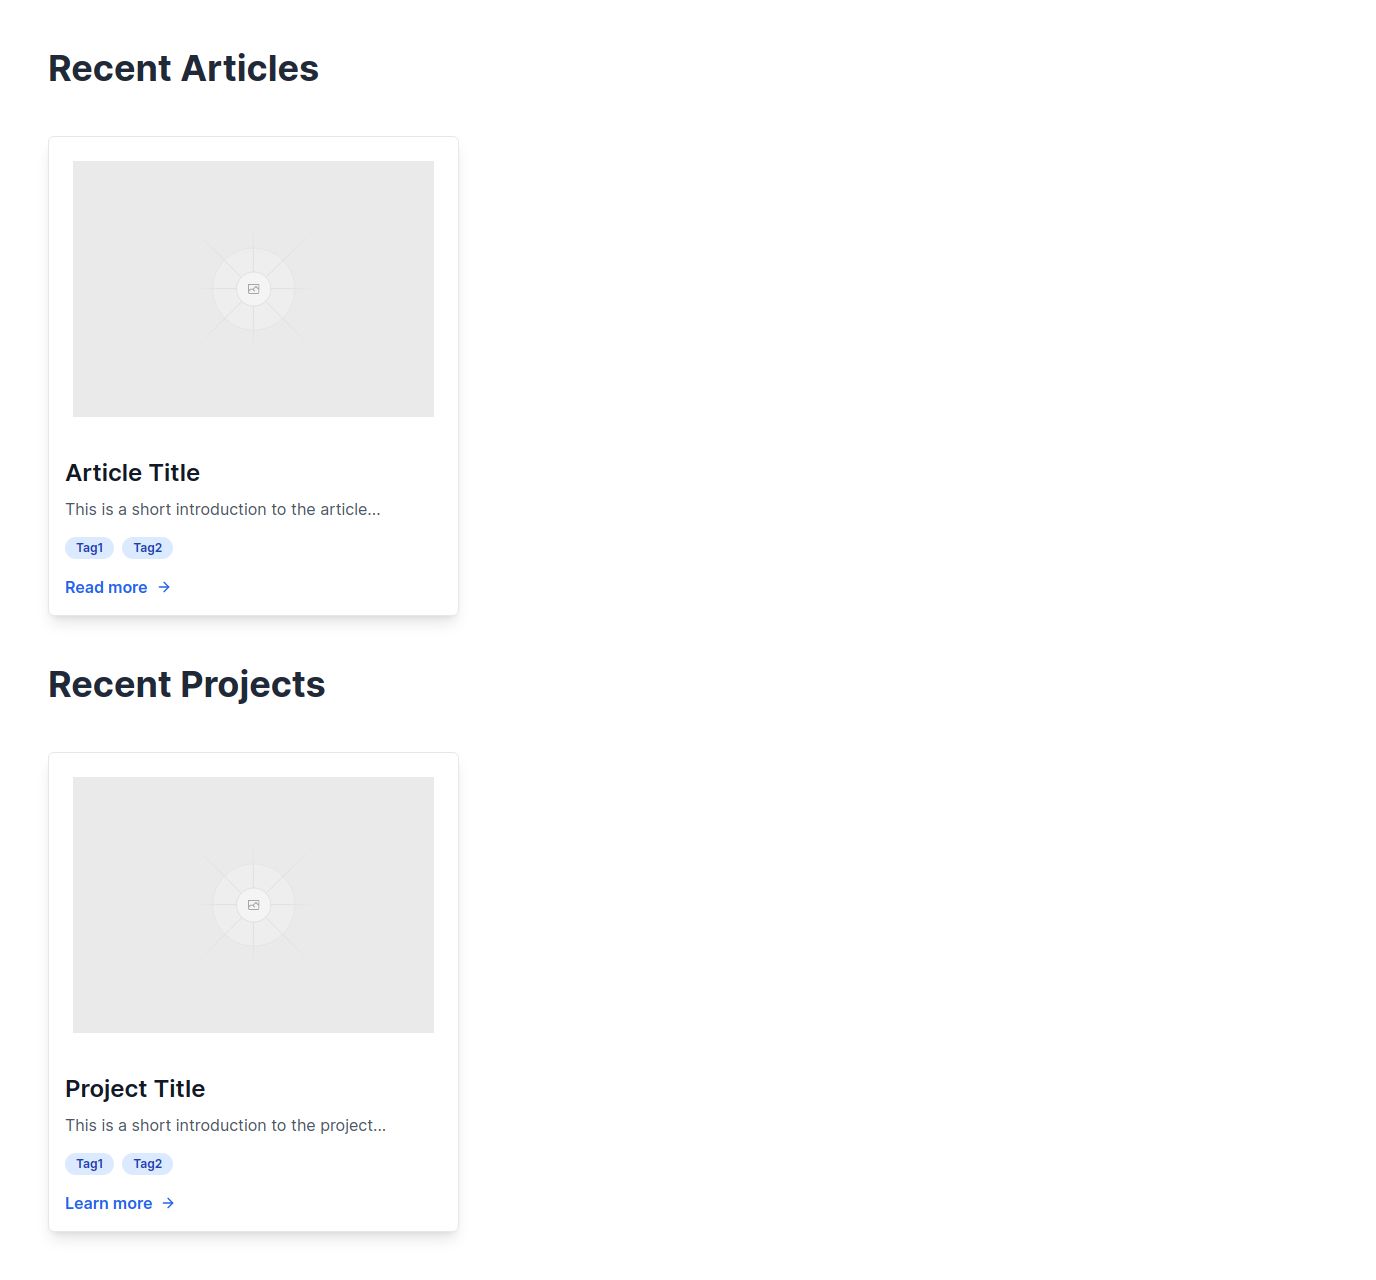 Recent Articles
Article Title
This is a short introduction to the article...
Tag1 Tag2
Read more
Recent Projects
Project Title
This is a short introduction to the project...
Tag1 Tag2
Learn more